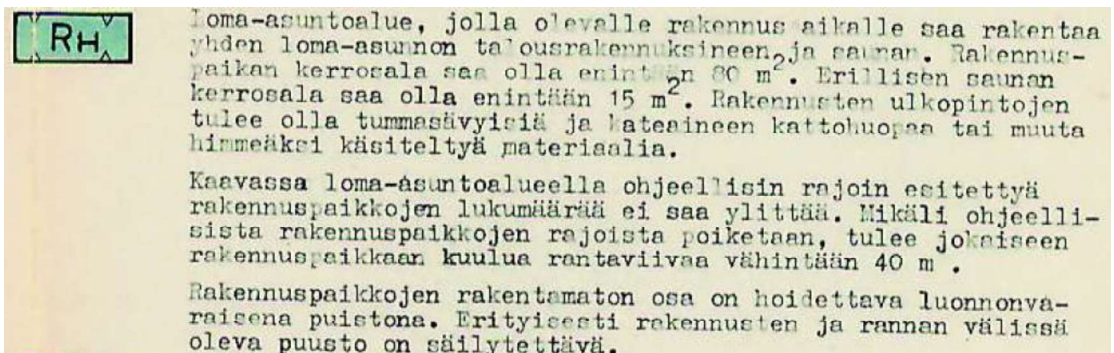 RH
Loma-asuntoalue, jolla olevalle rakennus aikalle saa rakentaa
yhden loma-asunnon talousrakennuksineen ja saunan. Rakennus-
paikan kerrosala saa olla enintään 80 m². Erillisen saunan
kerrosala saa olla enintään 15 m². Rakennusten ulkopintojen
tulee olla tummasävyisiä ja kateaineen kattohuopaa tai muuta
himmeäksi käsiteltyä materiaalia.
Kaavassa loma-asuntoalueella ohjeellisin rajoin esitettyä
rakennuspaikkojen lukumäärää ei saa ylittää. Mikäli ohjeelli-
sista rakennuspaikkojen rajoista poiketaan, tulee jokaiseen
rakennuspaikkaan kuulua rantaviivaa vähintään 40 m .
Rakennuspaikkojen rakentamaton osa on hoidettava luonnonva-
raisena puistona. Erityisesti rakennusten ja rannan välissä
oleva puusto on säilytettävä.